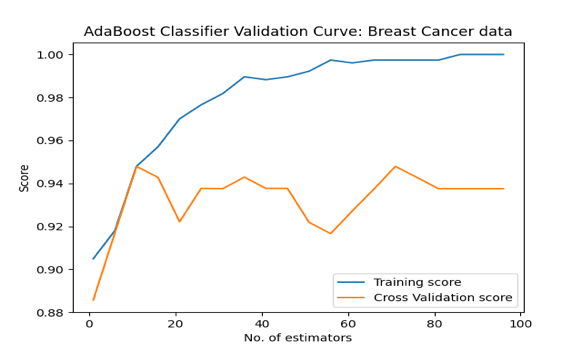 AdaBoost Classifier Validation Curve: Breast Cancer data
1.00
0.98
0.96
0.94
0.92
0.90
0.88
Score
Training score
Cross Validation score
0 20 40 60 80 100
No. of estimators